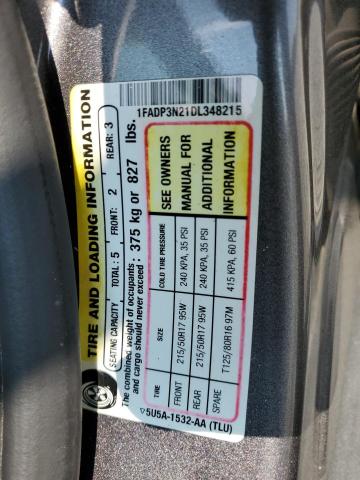 TIRE AND LOADING INFORMATION
SEATING CAPACITY TOTAL: 5 FRONT: 2 REAR: 3
The combined weight of occupants and cargo should never exceed: 375 kg or 827 lbs.
1FADP3N21DL348215
TIRE SIZE COLD TIRE PRESSURE
FRONT 215/50R17 95W 240 KPA, 35 PSI
REAR 215/50R17 95W 240 KPA, 35 PSI
SPARE T125/80R16 97M 415 KPA, 60 PSI
SEE OWNERS
MANUAL FOR
ADDITIONAL
INFORMATION
5U5A-1532-AA (TLU)